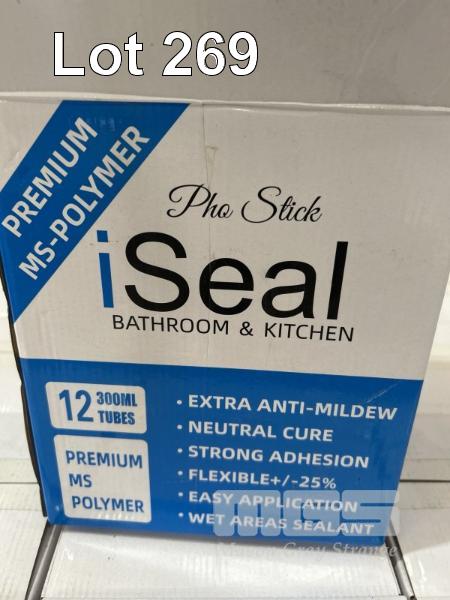 Lot 269
PREMIUM
MS-POLYMER
Pho Stick
iSeal
BATHROOM & KITCHEN
12 300ML
TUBES
PREMIUM
MS
POLYMER
• EXTRA ANTI-MILDEW
• NEUTRAL CURE
• STRONG ADHESION
• FLEXIBLE+/-25%
• EASY APPLICATION
• WET AREAS SEALANT